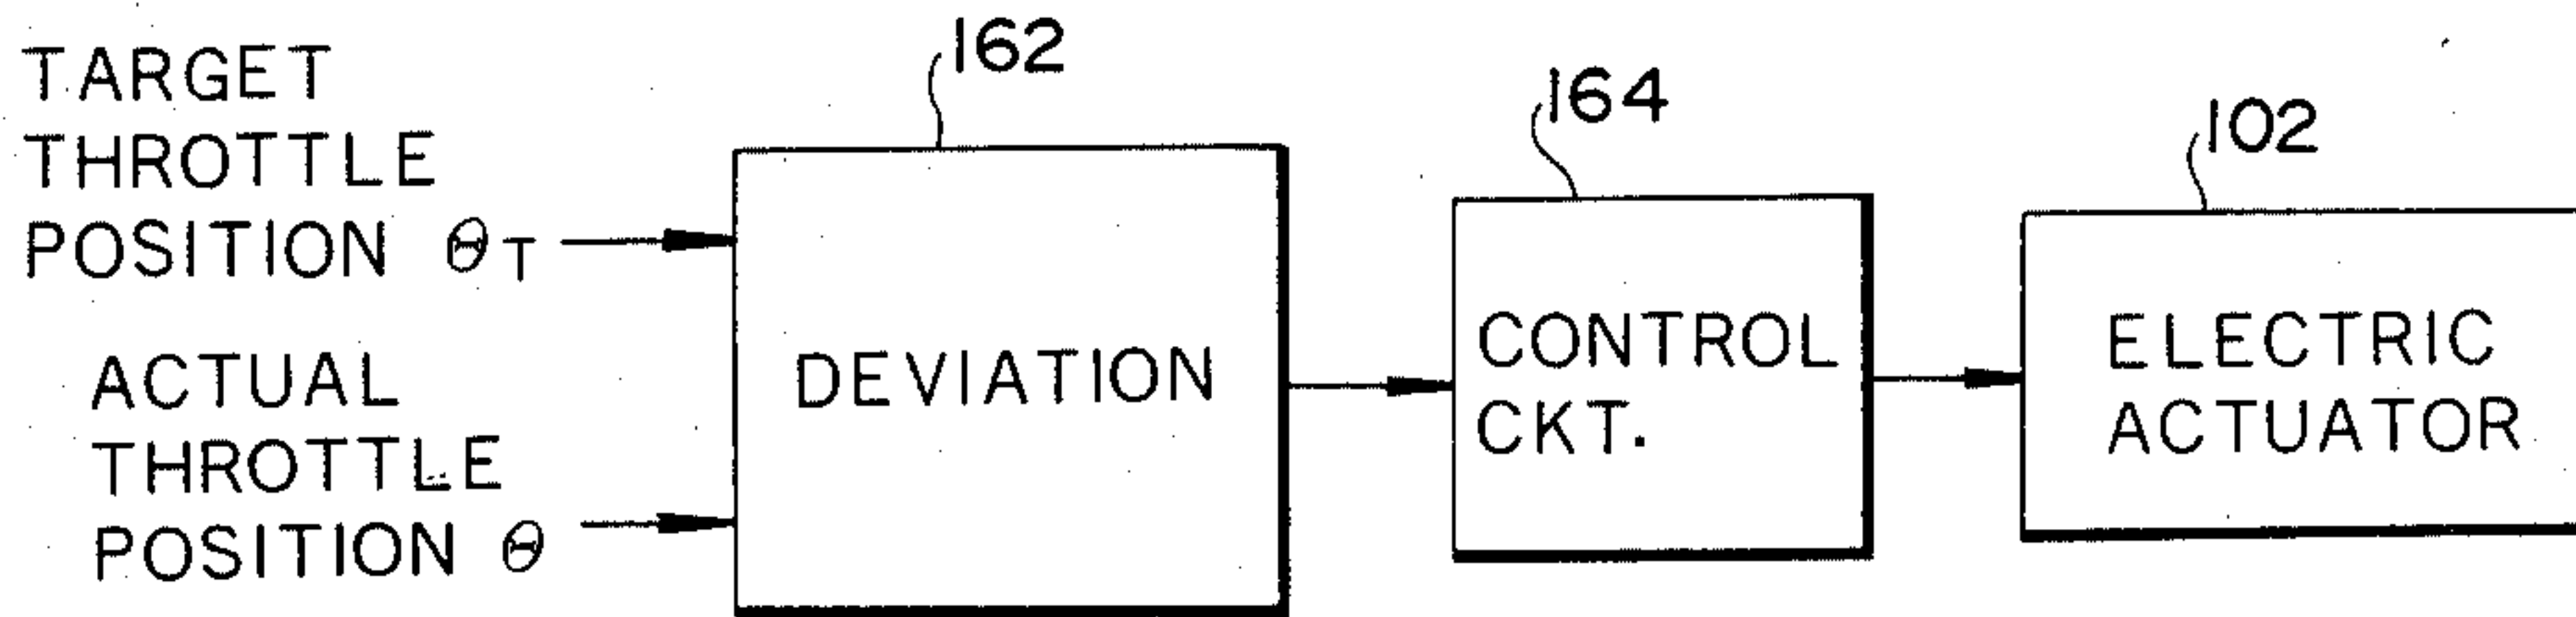 TARGET
THROTTLE
POSITION θT
ACTUAL
THROTTLE
POSITION θ
162
DEVIATION
164
CONTROL
CKT.
102
ELECTRIC
ACTUATOR